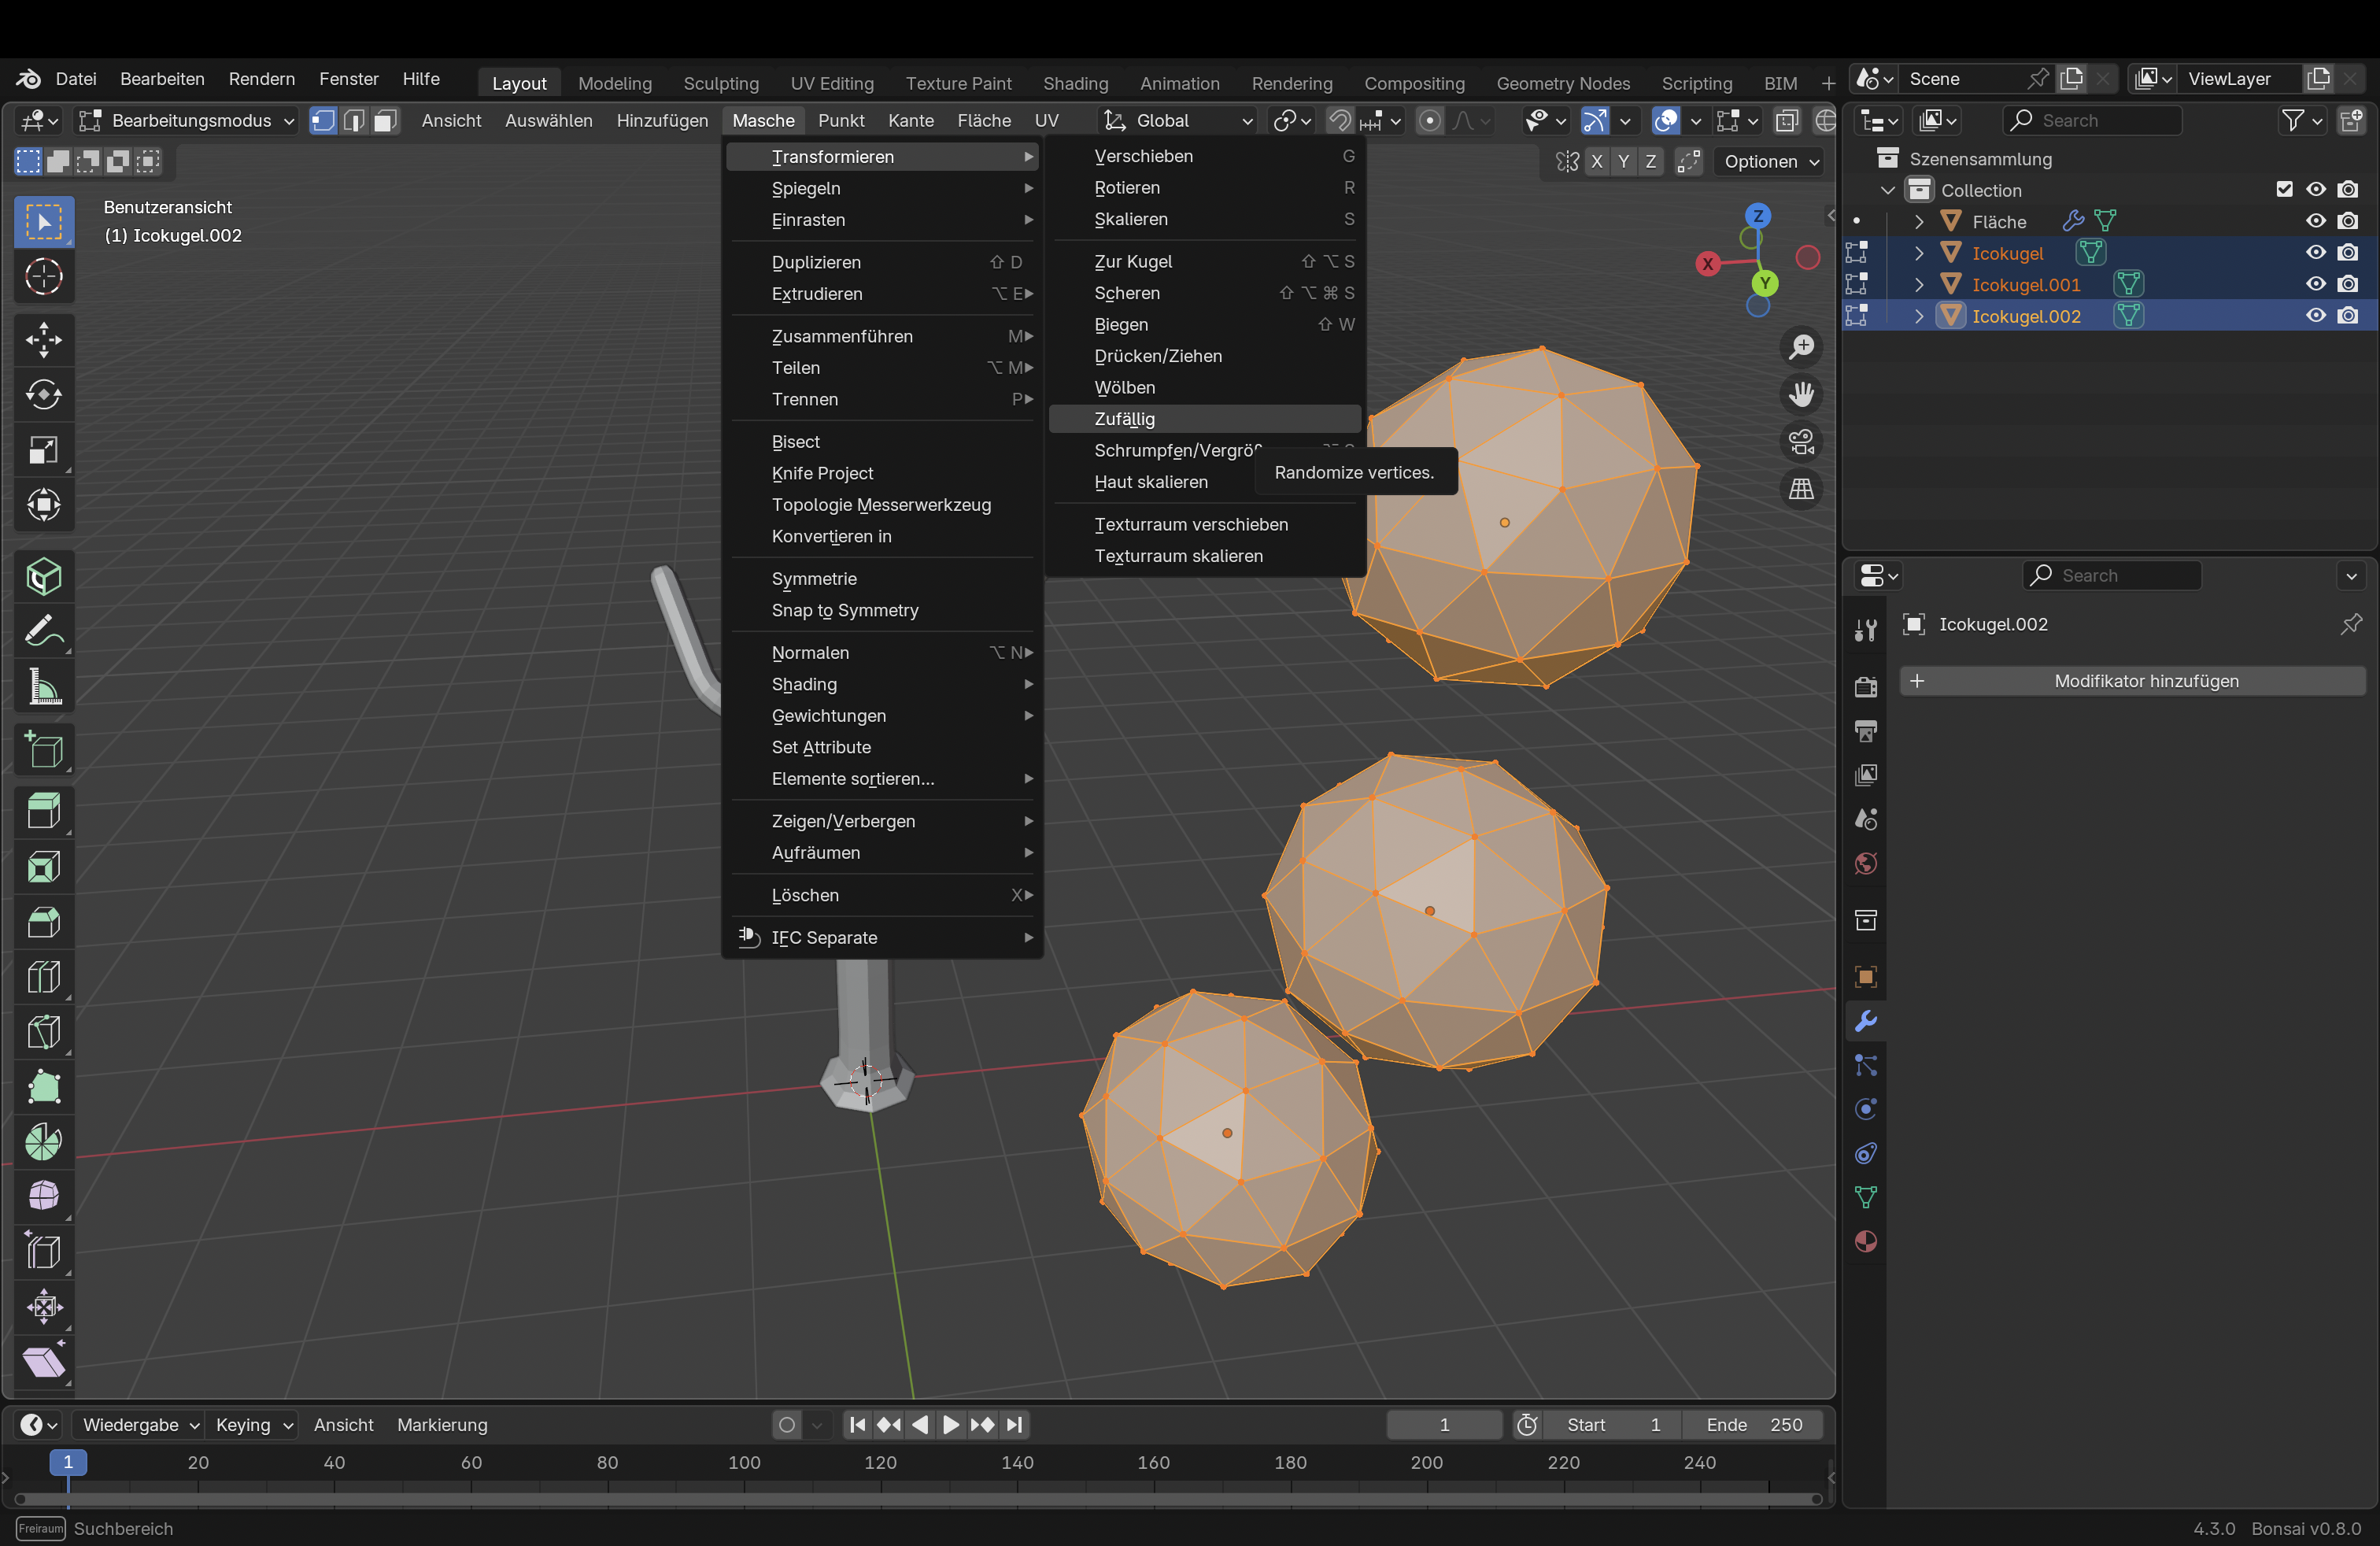 Datei Bearbeiten Rendern Fenster Hilfe Layout Modeling Sculpting UV Editing Texture Paint Shading Animation Rendering Compositing Geometry Nodes Scripting BIM Scene ViewLayer
Bearbeitungsmodus Ansicht Auswählen Hinzufügen Masche Punkt Kante Fläche UV Global Search
X Y Z Optionen
Benutzeransicht
(1) Icokugel.002
Transformieren
Spiegeln
Einrasten
Duplizieren ⇧ D
Extrudieren ⌥ E
Zusammenführen M
Teilen ⌥ M
Trennen P
Bisect
Knife Project
Topologie Messerwerkzeug
Konvertieren in
Symmetrie
Snap to Symmetry
Normalen ⌥ N
Shading
Gewichtungen
Set Attribute
Elemente sortieren...
Zeigen/Verbergen
Aufräumen
Löschen X
IFC Separate
Verschieben G
Rotieren R
Skalieren S
Zur Kugel ⇧ ⌥ S
Scheren ⇧ ⌥ ⌘ S
Biegen ⇧ W
Drücken/Ziehen
Wölben
Zufällig
Schrumpfen/Vergröß
Randomize vertices.
Haut skalieren
Texturraum verschieben
Texturraum skalieren
Z
X
Y
Szenensammlung
Collection
Fläche
Icokugel
Icokugel.001
Icokugel.002
Search
Icokugel.002
Modifikator hinzufügen
Wiedergabe Keying Ansicht Markierung 1 Start 1 Ende 250
1 20 40 60 80 100 120 140 160 180 200 220 240
Freiraum Suchbereich 4.3.0 Bonsai v0.8.0